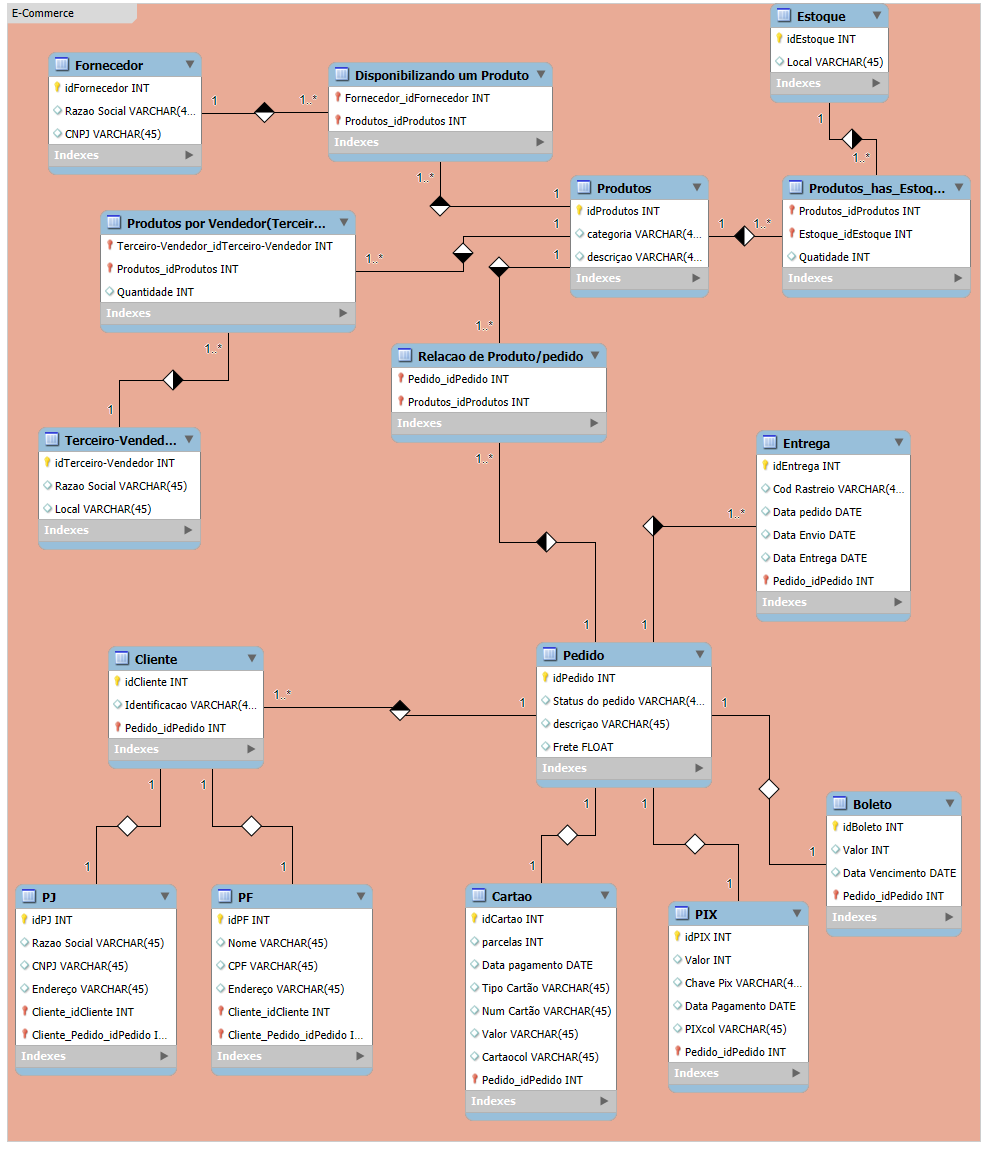 E-Commerce
Estoque
idEstoque INT
Local VARCHAR(45)
Indexes
Fornecedor
idFornecedor INT
Razao Social VARCHAR(4...
CNPJ VARCHAR(45)
Indexes
1
1..*
Disponibilizando um Produto
Fornecedor_idFornecedor INT
Produtos_idProdutos INT
Indexes
1
1..*
1..*
1
Produtos
idProdutos INT
categoria VARCHAR(4...
descriçao VARCHAR(4...
Indexes
1
1..*
Produtos_has_Estoq...
Produtos_idProdutos INT
Estoque_idEstoque INT
Quatidade INT
Indexes
Produtos por Vendedor(Terceir...
Terceiro-Vendedor_idTerceiro-Vendedor INT
Produtos_idProdutos INT
Quantidade INT
Indexes
1..*
1
1
1..*
1..*
1
Relacao de Produto/pedido
Pedido_idPedido INT
Produtos_idProdutos INT
Indexes
1..*
1
Terceiro-Vended...
idTerceiro-Vendedor INT
Razao Social VARCHAR(45)
Local VARCHAR(45)
Indexes
Entrega
idEntrega INT
Cod Rastreio VARCHAR(4...
Data pedido DATE
Data Envio DATE
Data Entrega DATE
Pedido_idPedido INT
Indexes
1..*
1
Cliente
idCliente INT
Identificacao VARCHAR(4...
Pedido_idPedido INT
Indexes
1..*
1
Pedido
idPedido INT
Status do pedido VARCHAR(4...
descriçao VARCHAR(45)
Frete FLOAT
Indexes
1
1
1
1
1
1
1
1
1
1
Boleto
idBoleto INT
Valor INT
Data Vencimento DATE
Pedido_idPedido INT
Indexes
PJ
idPJ INT
Razao Social VARCHAR(45)
CNPJ VARCHAR(45)
Endereço VARCHAR(45)
Cliente_idCliente INT
Cliente_Pedido_idPedido I...
Indexes
PF
idPF INT
Nome VARCHAR(45)
CPF VARCHAR(45)
Endereço VARCHAR(45)
Cliente_idCliente INT
Cliente_Pedido_idPedido I...
Indexes
Cartao
idCartao INT
parcelas INT
Data pagamento DATE
Tipo Cartão VARCHAR(45)
Num Cartão VARCHAR(45)
Valor VARCHAR(45)
Cartaocol VARCHAR(45)
Pedido_idPedido INT
Indexes
PIX
idPIX INT
Valor INT
Chave Pix VARCHAR(4...
Data Pagamento DATE
PIXcol VARCHAR(45)
Pedido_idPedido INT
Indexes